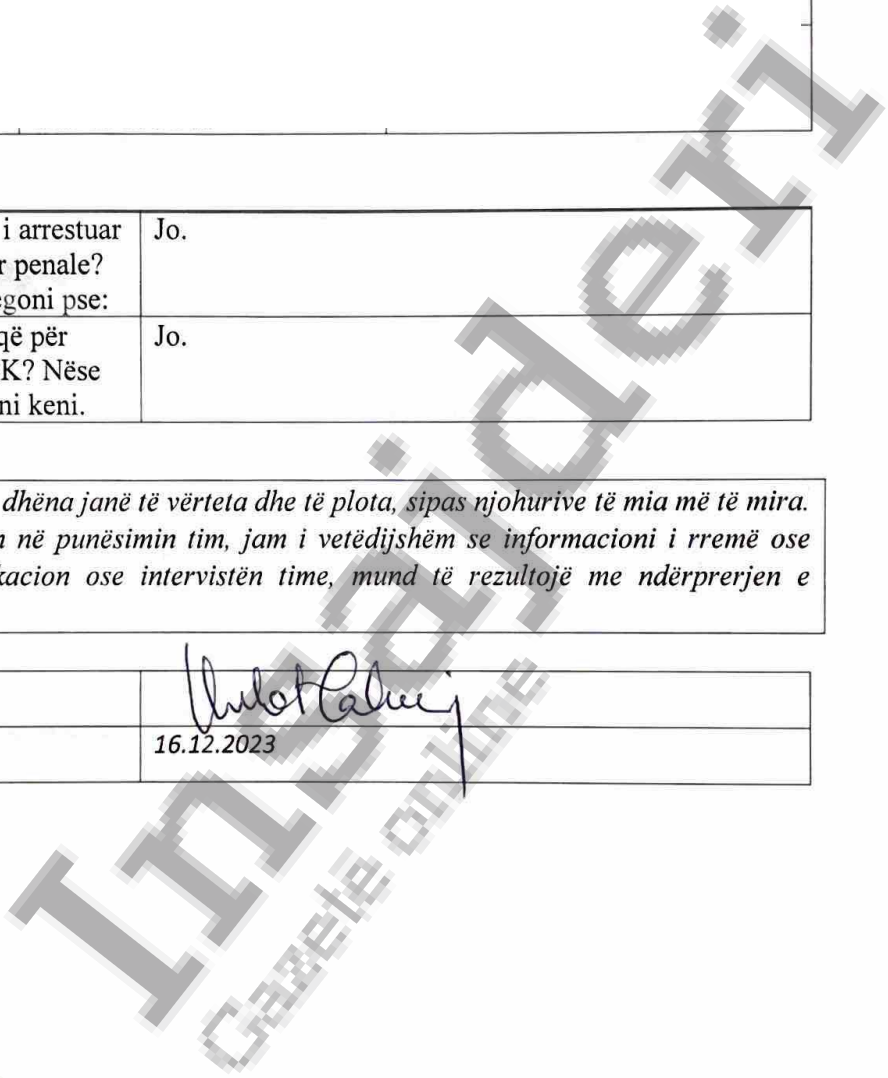 i arrestuar Jo.
r penale?
egoni pse:
që për Jo.
K? Nëse
ni keni.
dhëna janë të vërteta dhe të plota, sipas njohurive të mia më të mira.
n në punësimin tim, jam i vetëdijshëm se informacioni i rremë ose
kacion ose intervistën time, mund të rezultojë me ndërprerjen e
16.12.2023
Insajderi
Gazetë online